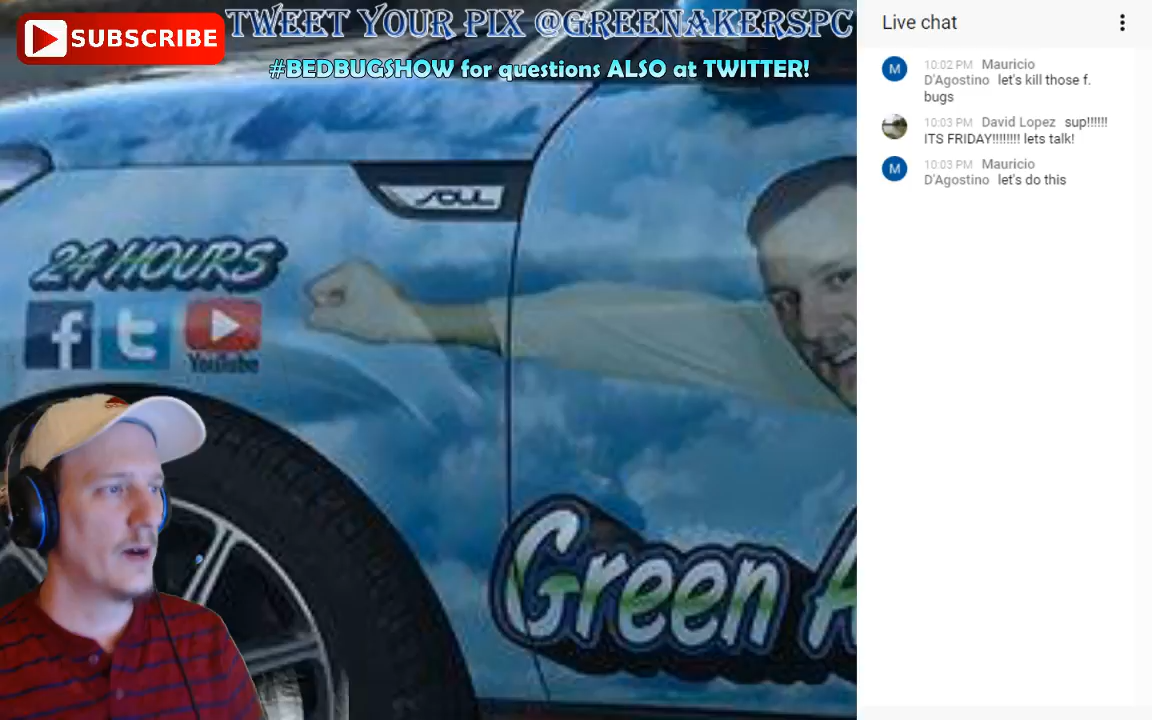 SUBSCRIBE
TWEET YOUR PIX @GREENAKERSPC
#BEDBUGSHOW for questions ALSO at TWITTER!
SOUL
24 HOURS
f
t
YouTube
Green A
Live chat
M
10:02 PM Mauricio
D'Agostino let's kill those f.
bugs
10:03 PM David Lopez sup!!!!!!
ITS FRIDAY!!!!!!!! lets talk!
M
10:03 PM Mauricio
D'Agostino let's do this